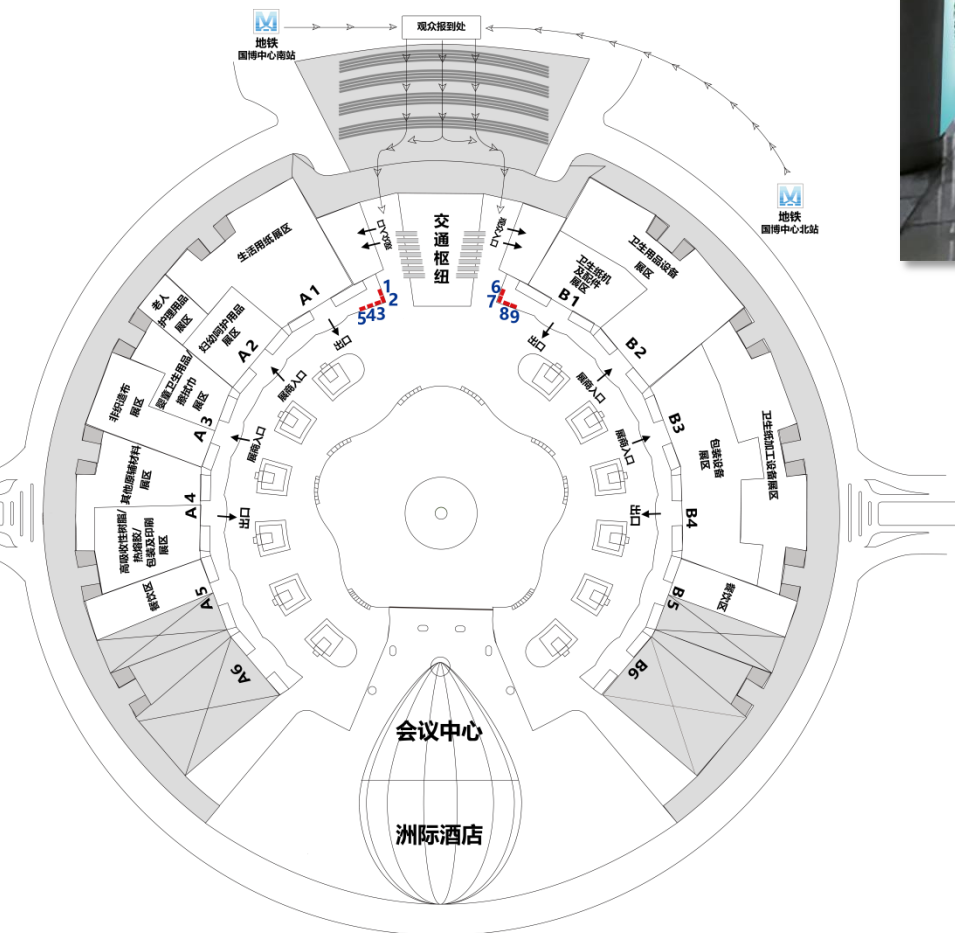 观众报到处
地铁
国博中心南站
地铁
国博中心北站
交通枢纽
观众入口
观众入口
生活用纸展区
老人
护理用品
展区
妇幼呵护用品
展区
婴童卫生用品/
擦拭巾
展区
非织造布
展区
其他原辅材料
展区
高吸收性树脂/
热熔胶/
包装及印刷
展区
餐饮区
A1
A2
A3
A4
A5
A6
1
2
543
出口
展商入口
展商入口
出口
6
7
89
出口
展商入口
展商入口
出口
B1
B2
B3
B4
B5
B6
卫生用品设备
展区
卫生纸机
及配件
展区
包装设备
展区
卫生纸加工设备展区
餐饮区
会议中心
洲际酒店